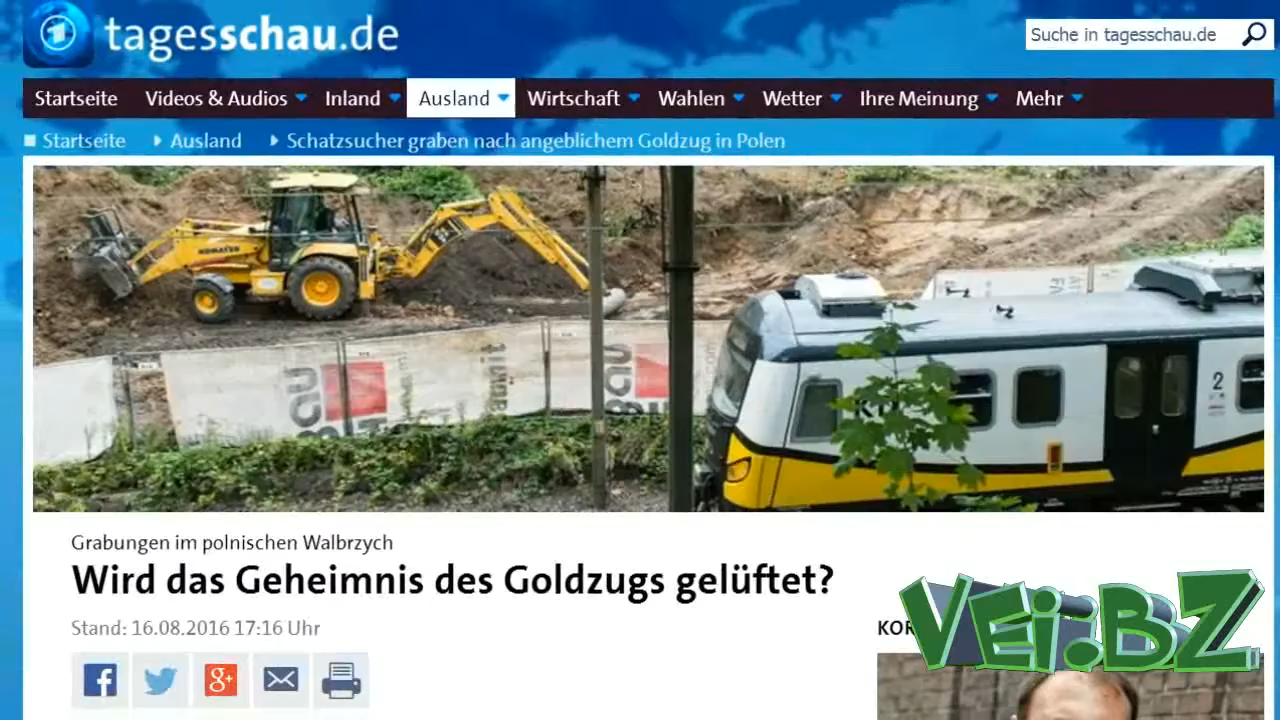 tagesschau.de
Suche in tagesschau.de
Startseite Videos & Audios Inland Ausland Wirtschaft Wahlen Wetter Ihre Meinung Mehr
Startseite Ausland Schatzsucher graben nach angeblichem Goldzug in Polen
KOMATSU
2
Grabungen im polnischen Walbrzych
Wird das Geheimnis des Goldzugs gelüftet?
Stand: 16.08.2016 17:16 Uhr
VEi:BZ.